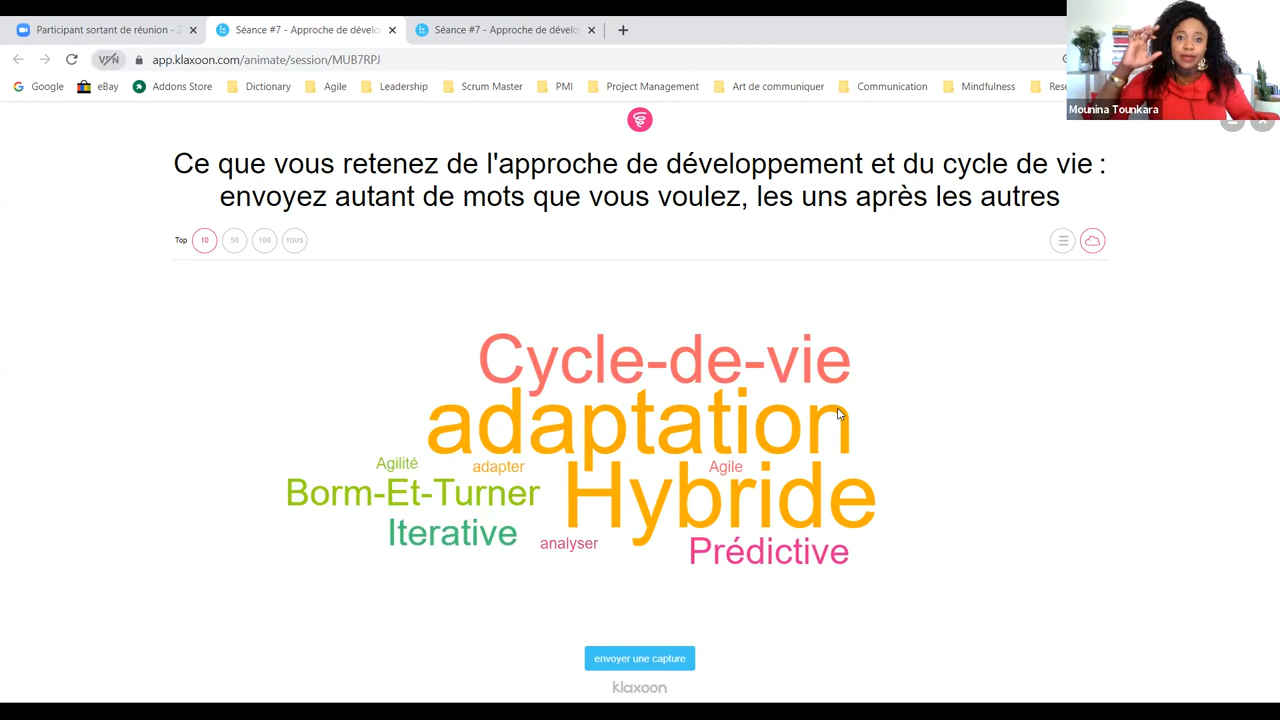 Participant sortant de réunion - Z
Séance #7 - Approche de dévelo
Séance #7 - Approche de dévelo
VPN
app.klaxoon.com/animate/session/MUB7RPJ
Google
eBay
Addons Store
Dictionary
Agile
Leadership
Scrum Master
PMI
Project Management
Art de communiquer
Communication
Mindfulness
Mounina Tounkara
Ce que vous retenez de l'approche de développement et du cycle de vie :
envoyez autant de mots que vous voulez, les uns après les autres
Top 10 50 100 TOUS
Cycle-de-vie
adaptation
Agilité
adapter
Agile
Borm-Et-Turner
Hybride
Iterative
analyser
Prédictive
envoyer une capture
klaxoon